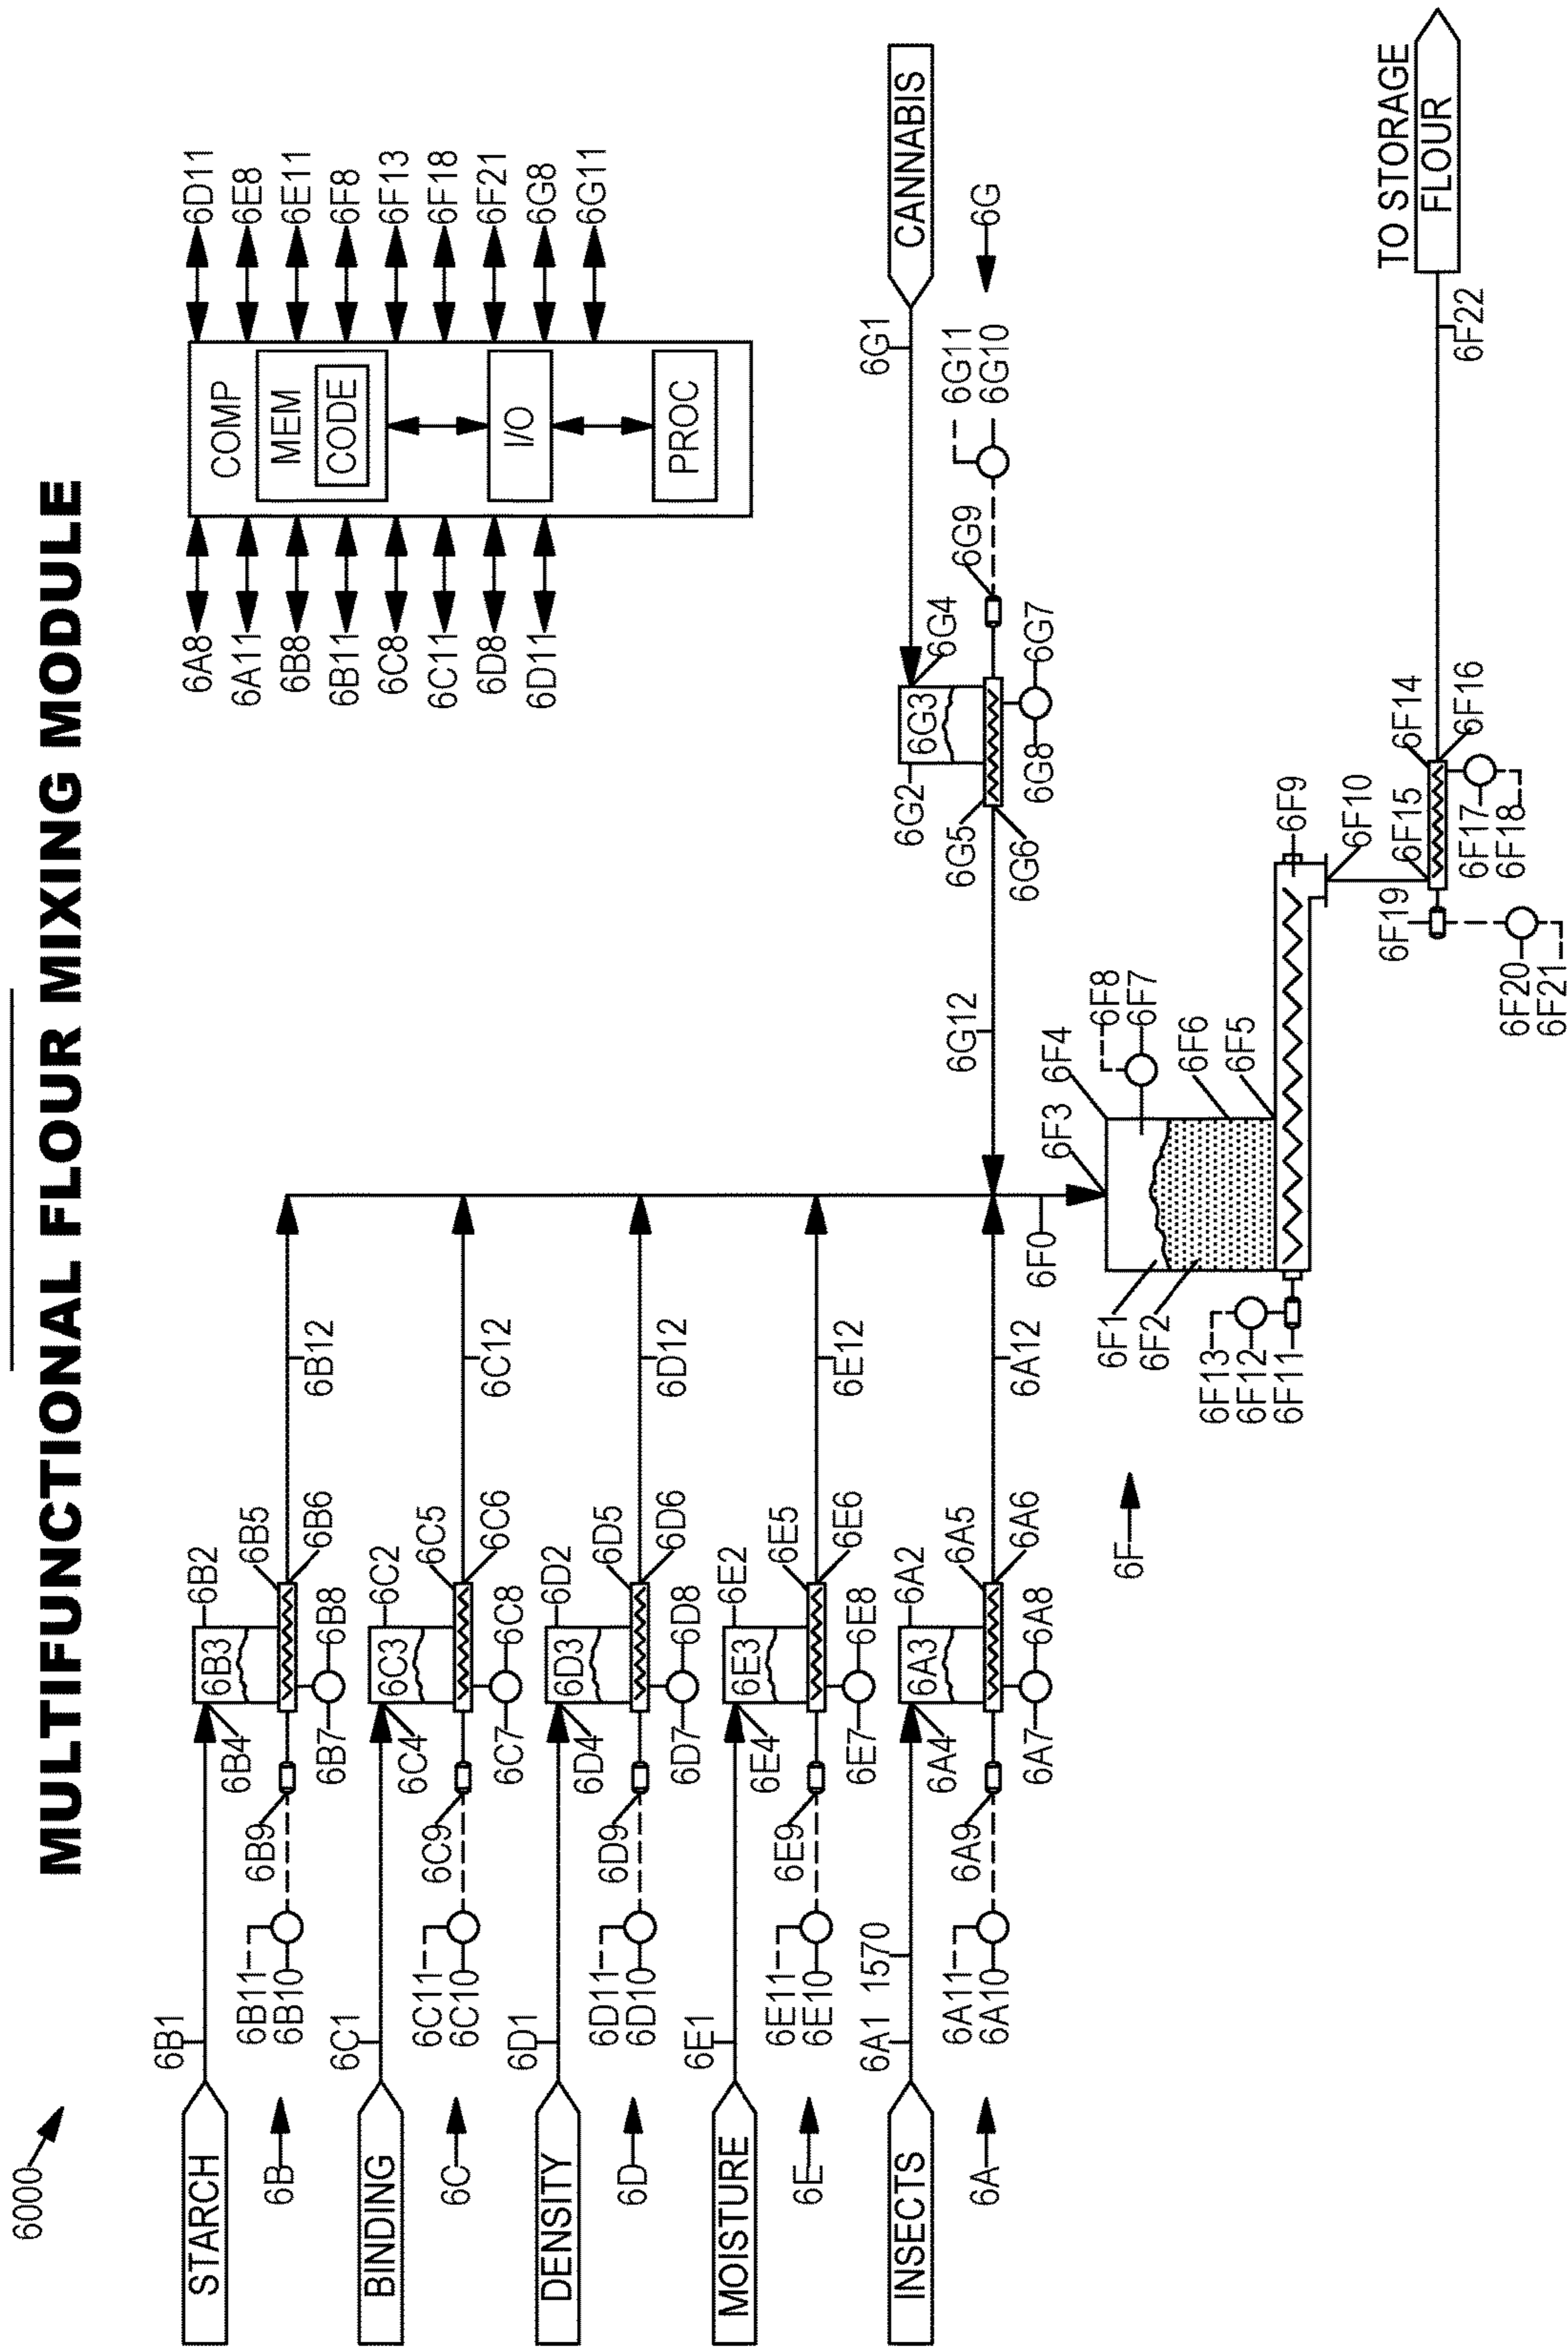 6000
MULTIFUNCTIONAL FLOUR MIXING MODULE
STARCH
6B1
6B
6B11
6B10
6B9
6B4
6B3
6B2
6B5
6B6
6B7
6B8
6B12
BINDING
6C1
6C
6C11
6C10
6C9
6C4
6C3
6C2
6C5
6C6
6C7
6C8
6C12
DENSITY
6D1
6D
6D11
6D10
6D9
6D4
6D3
6D2
6D5
6D6
6D7
6D8
6D12
MOISTURE
6E1
6E
6E11
6E10
6E9
6E4
6E3
6E2
6E5
6E6
6E7
6E8
6E12
INSECTS
6A1
1570
6A
6A11
6A10
6A9
6A4
6A3
6A2
6A5
6A6
6A7
6A8
6A12
6A8
6A11
6B8
6B11
6C8
6C11
6D8
6D11
COMP
MEM
CODE
I/O
PROC
6D11
6E8
6E11
6F8
6F13
6F18
6F21
6G8
6G11
CANNABIS
6G1
6G
6G11
6G10
6G9
6G4
6G3
6G2
6G5
6G6
6G8
6G7
6G12
6F0
6F
6F3
6F4
6F8
6F7
6F6
6F5
6F1
6F2
6F13
6F12
6F11
6F9
6F10
6F15
6F14
6F16
6F17
6F18
6F19
6F20
6F21
6F22
TO STORAGE
FLOUR